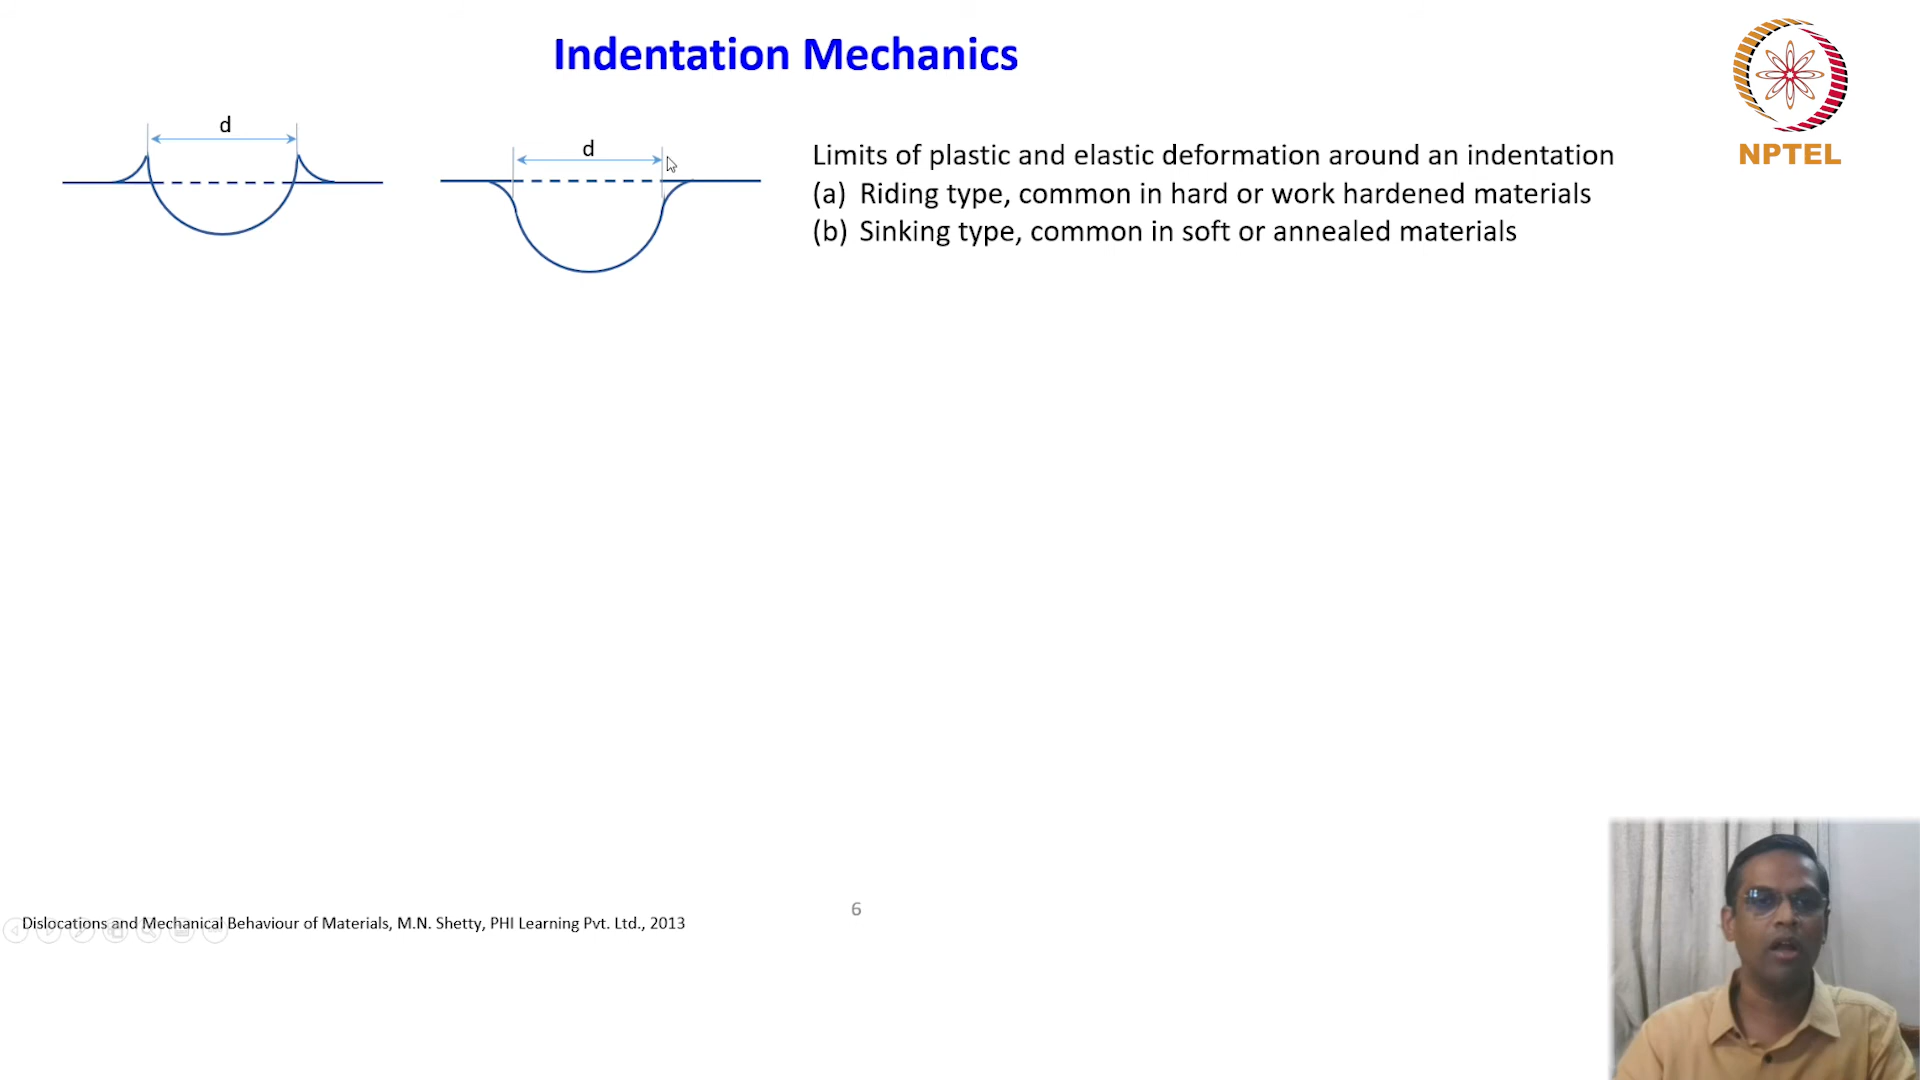 Indentation Mechanics
NPTEL
d
d
Limits of plastic and elastic deformation around an indentation
(a) Riding type, common in hard or work hardened materials
(b) Sinking type, common in soft or annealed materials
6
Dislocations and Mechanical Behaviour of Materials, M.N. Shetty, PHI Learning Pvt. Ltd., 2013